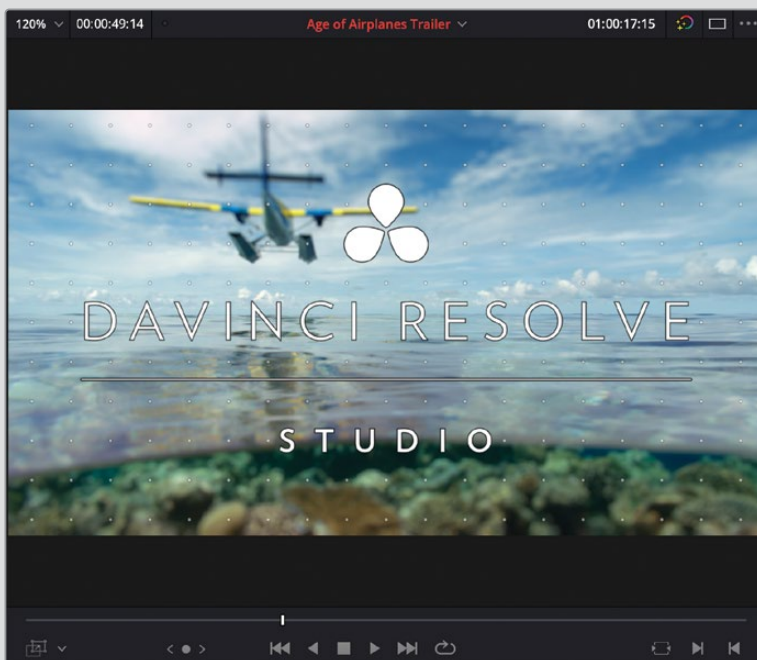 120% 00:00:49:14 Age of Airplanes Trailer 01:00:17:15
DAVINCI RESOLVE
STUDIO